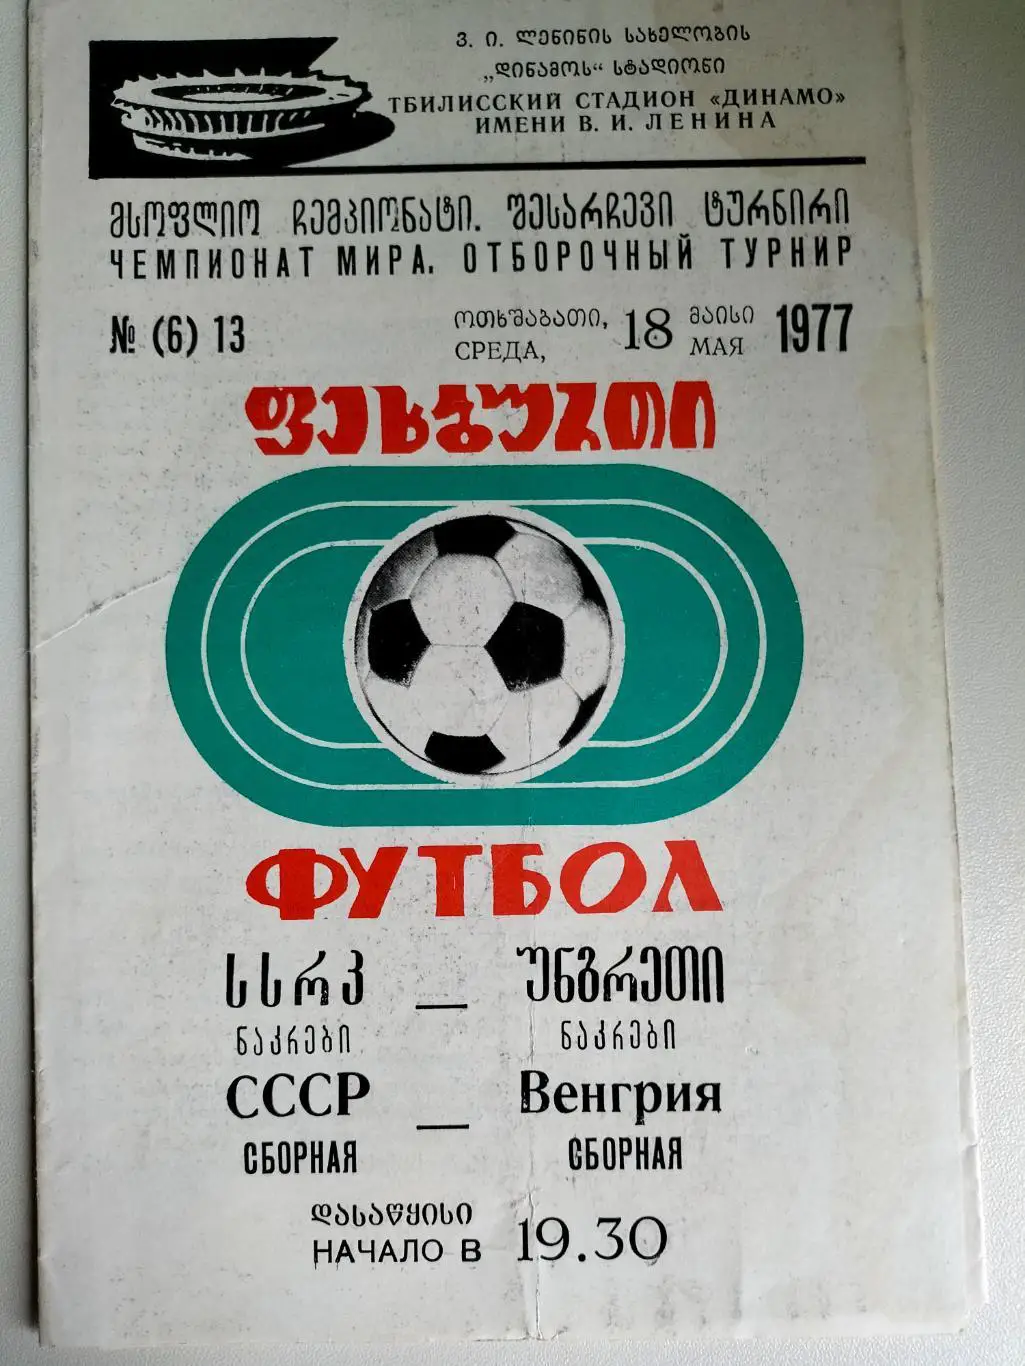 ვ. ი. ლენინის სახელობის
„დინამოს“ სტადიონი
ТБИЛИССКИЙ СТАДИОН «ДИНАМО»
ИМЕНИ В. И. ЛЕНИНА
მსოფლიო ჩემპიონატი. შესარჩევი ტურნირი
ЧЕМПИОНАТ МИРА. ОТБОРОЧНЫЙ ТУРНИР
№ (6) 13
ოთხშაბათი, 18 მაისი 1977
СРЕДА, МАЯ
ფეხბურთი
ФУТБОЛ
სსრკ — უნგრეთი
ნაკრები ნაკრები
СССР — Венгрия
СБОРНАЯ СБОРНАЯ
დასაწყისი
НАЧАЛО В 19.30